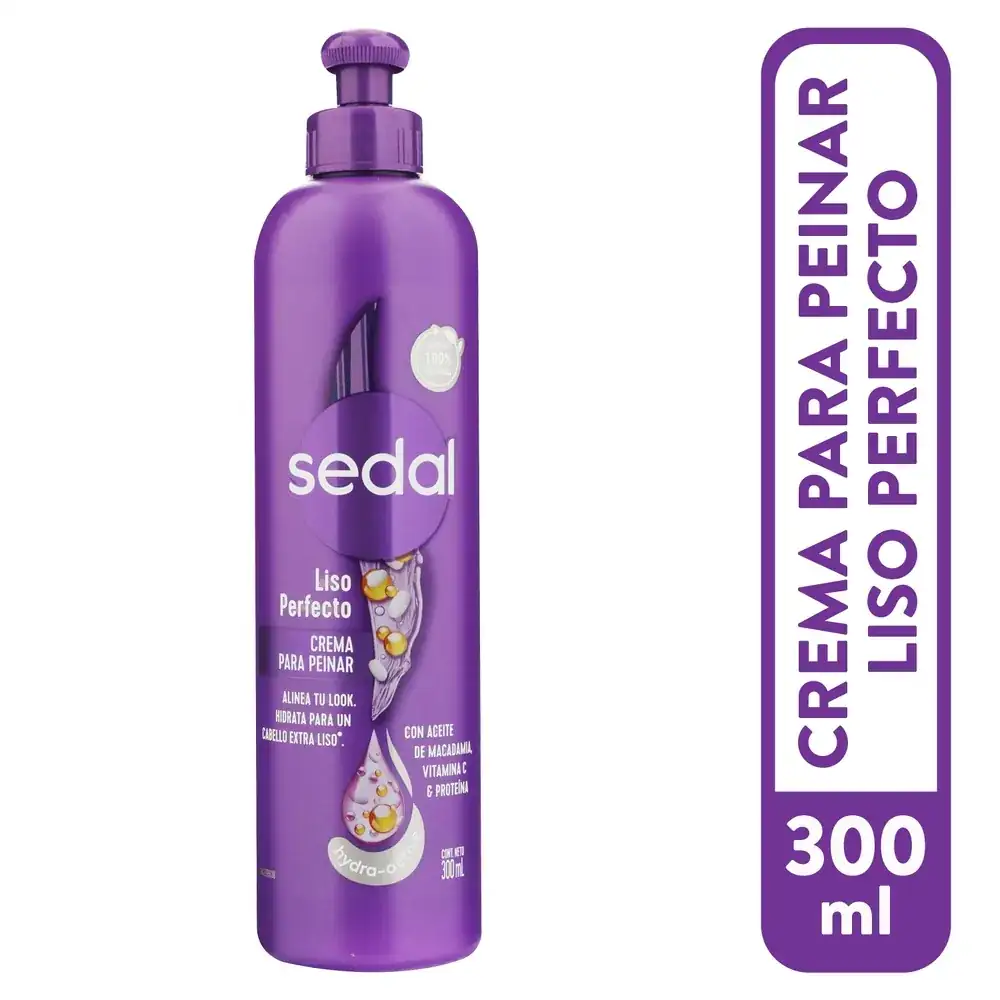 100%
sedal
Liso
Perfecto
CREMA
PARA PEINAR
ALINEA TU LOOK.
HIDRATA PARA UN
CABELLO EXTRA LISO*.
CON ACEITE
DE MACADAMIA,
VITAMINA C
& PROTEÍNA
CONT. NETO
300 mL
CREMA PARA PEINAR
LISO PERFECTO
300
ml